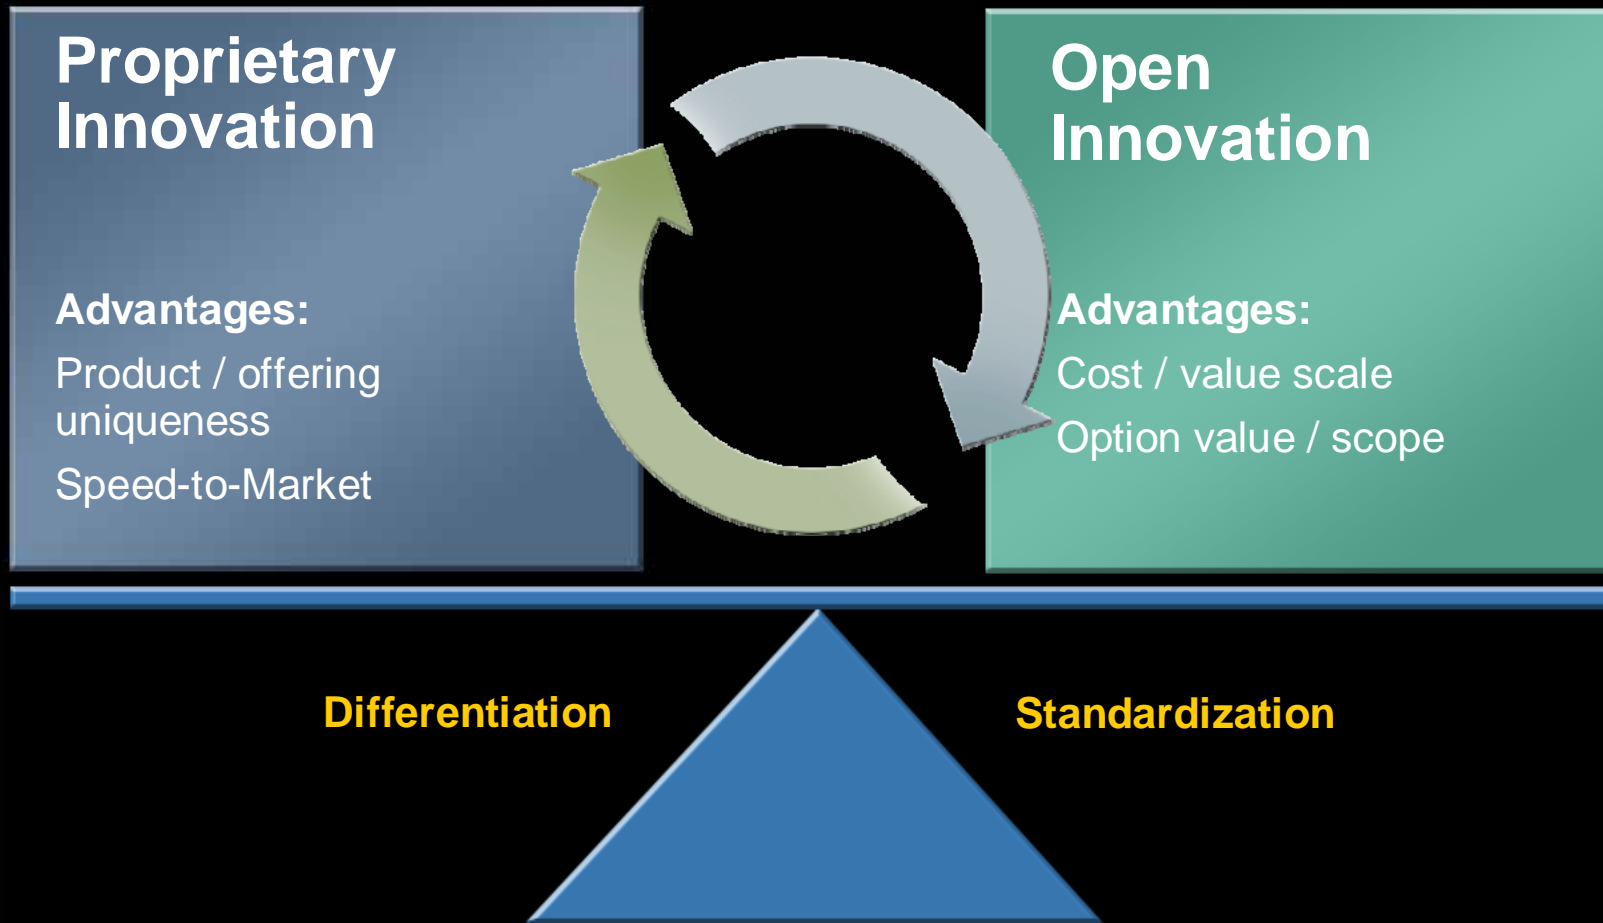 Proprietary
Innovation
Advantages:
Product / offering
uniqueness
Speed-to-Market
Open
Innovation
Advantages:
Cost / value scale
Option value / scope
Differentiation
Standardization